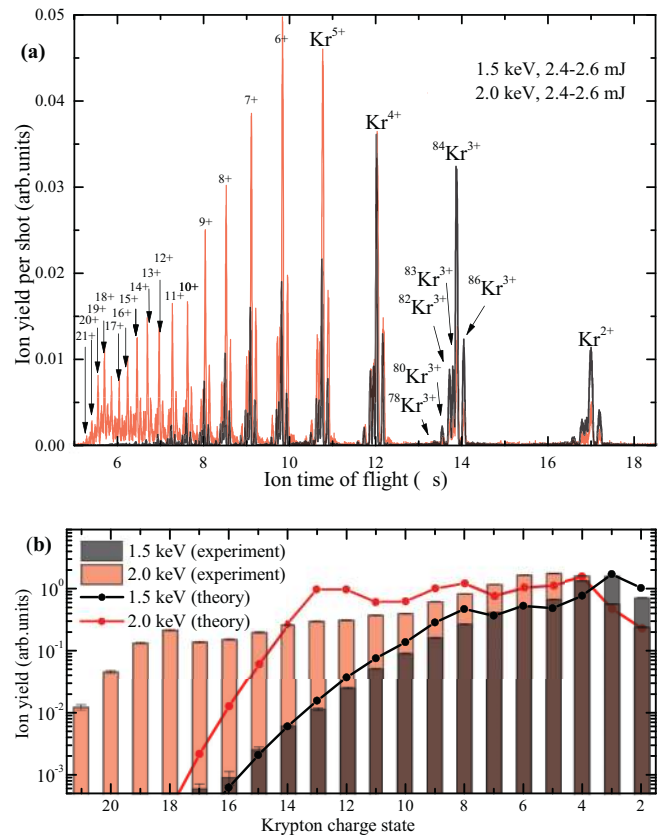 (a)
1.5 keV, 2.4-2.6 mJ
2.0 keV, 2.4-2.6 mJ
0.05
0.04
0.03
0.02
0.01
0.00
Ion yield per shot (arb.units)
21+
20+
19+
18+
17+
16+
15+
14+
13+
12+
11+
10+
9+
8+
7+
6+
Kr5+
Kr4+
78Kr3+
80Kr3+
82Kr3+
83Kr3+
84Kr3+
86Kr3+
Kr2+
6 8 10 12 14 16 18
Ion time of flight ( s)
(b)
1.5 keV (experiment)
2.0 keV (experiment)
1.5 keV (theory)
2.0 keV (theory)
10^0
10^-1
10^-2
10^-3
Ion yield (arb.units)
20 18 16 14 12 10 8 6 4 2
Krypton charge state